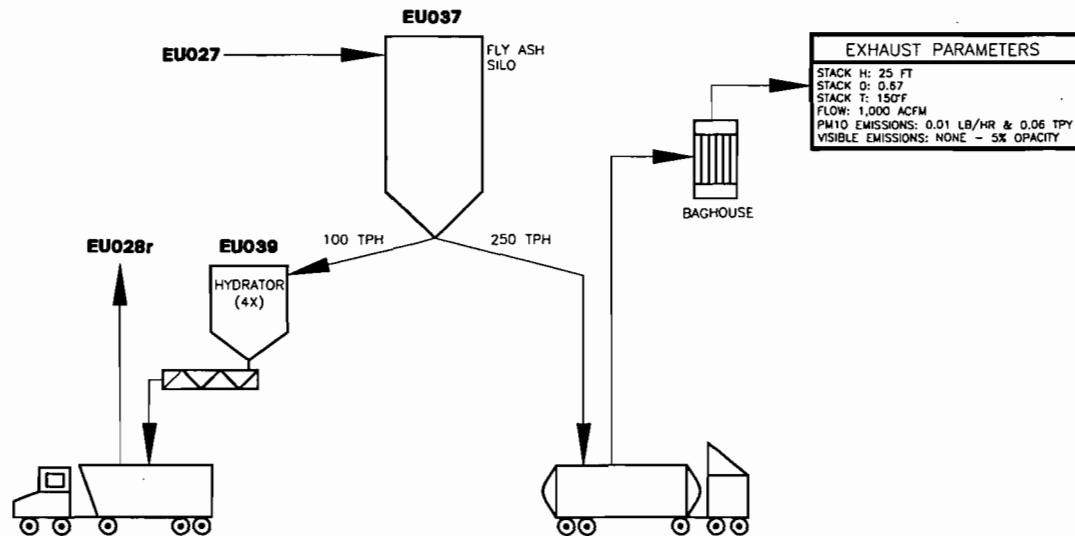 EU037
EU027
FLY ASH
SILO
EXHAUST PARAMETERS
STACK H: 25 FT
STACK D: 0.67
STACK T: 150°F
FLOW: 1,000 ACFM
PM10 EMISSIONS: 0.01 LB/HR & 0.06 TPY
VISIBLE EMISSIONS: NONE - 5% OPACITY
BAGHOUSE
100 TPH
250 TPH
EU028r
EU039
HYDRATOR
(4X)